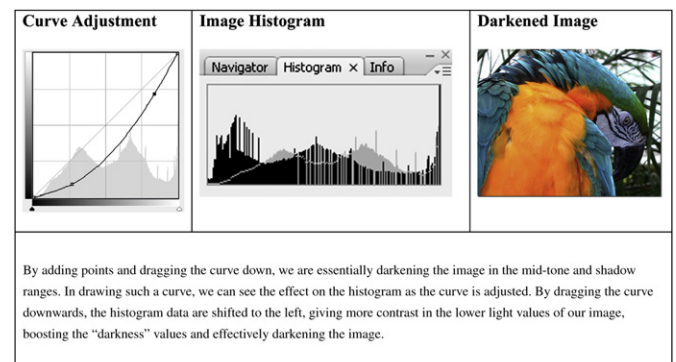 Curve Adjustment
Image Histogram
Darkened Image
Navigator Histogram × Info
By adding points and dragging the curve down, we are essentially darkening the image in the mid-tone and shadow
ranges. In drawing such a curve, we can see the effect on the histogram as the curve is adjusted. By dragging the curve
downwards, the histogram data are shifted to the left, giving more contrast in the lower light values of our image,
boosting the “darkness” values and effectively darkening the image.